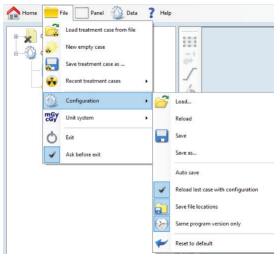 Home File Panel Data ? Help
Load treatment case from file
New empty case
Save treatment case as ...
Recent treatment cases
Configuration
mGy
cGy
Unit system
Exit
Ask before exit
Load...
Reload
Save
Save as...
Auto save
Reload last case with configuration
Save file locations
Same program version only
Reset to default